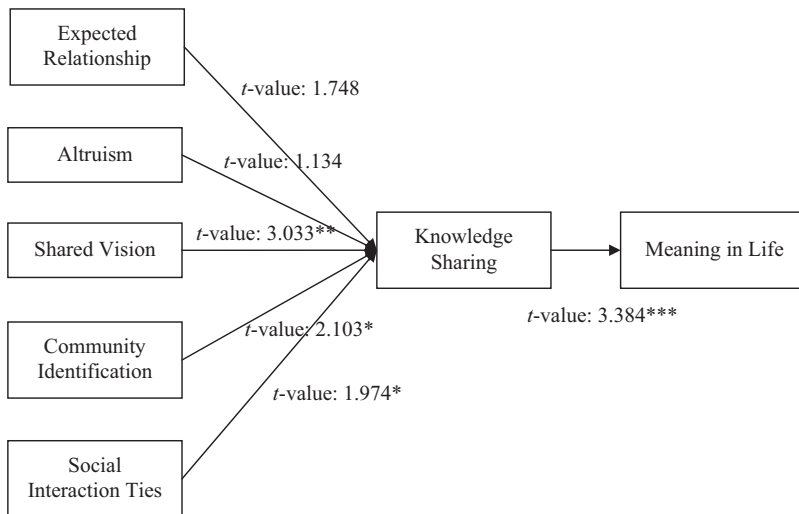 Expected
Relationship
t-value: 1.748
Altruism
t-value: 1.134
Shared Vision
t-value: 3.033**
Knowledge
Sharing
Meaning in Life
t-value: 3.384***
Community
Identification
t-value: 2.103*
t-value: 1.974*
Social
Interaction Ties